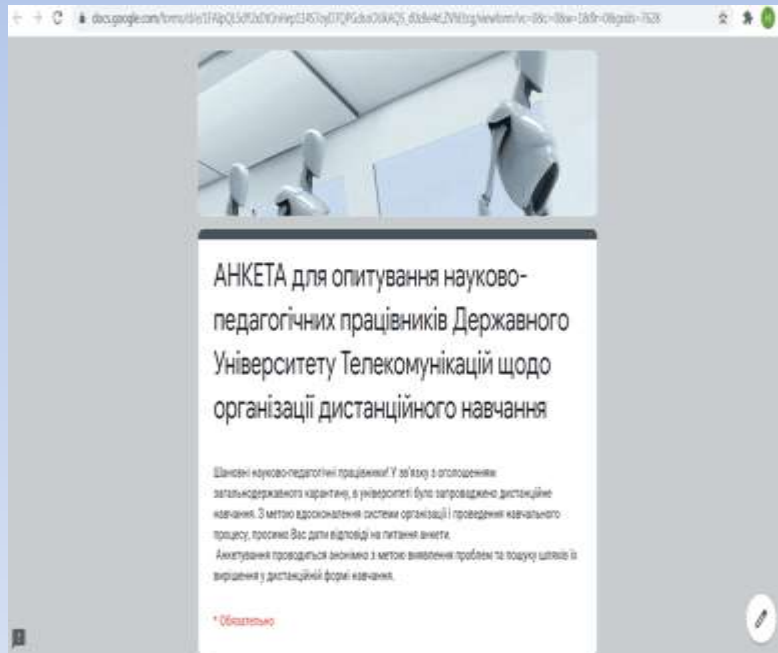 АНКЕТА для опитування науково-
педагогічних працівників Державного
Університету Телекомунікацій щодо
організації дистанційного навчання
Шановні науково-педагогічні працівники! У зв'язку з оголошенням
загальнодержавного карантину, в університеті було запроваджено дистанційне
навчання. З метою вдосконалення системи організації і проведення навчального
процесу, просимо Вас дати відповіді на питання анкети.
Анкетування проводиться анонімно з метою виявлення проблем та пошуку шляхів їх
вирішення у дистанційній формі навчання.
* Обязательно